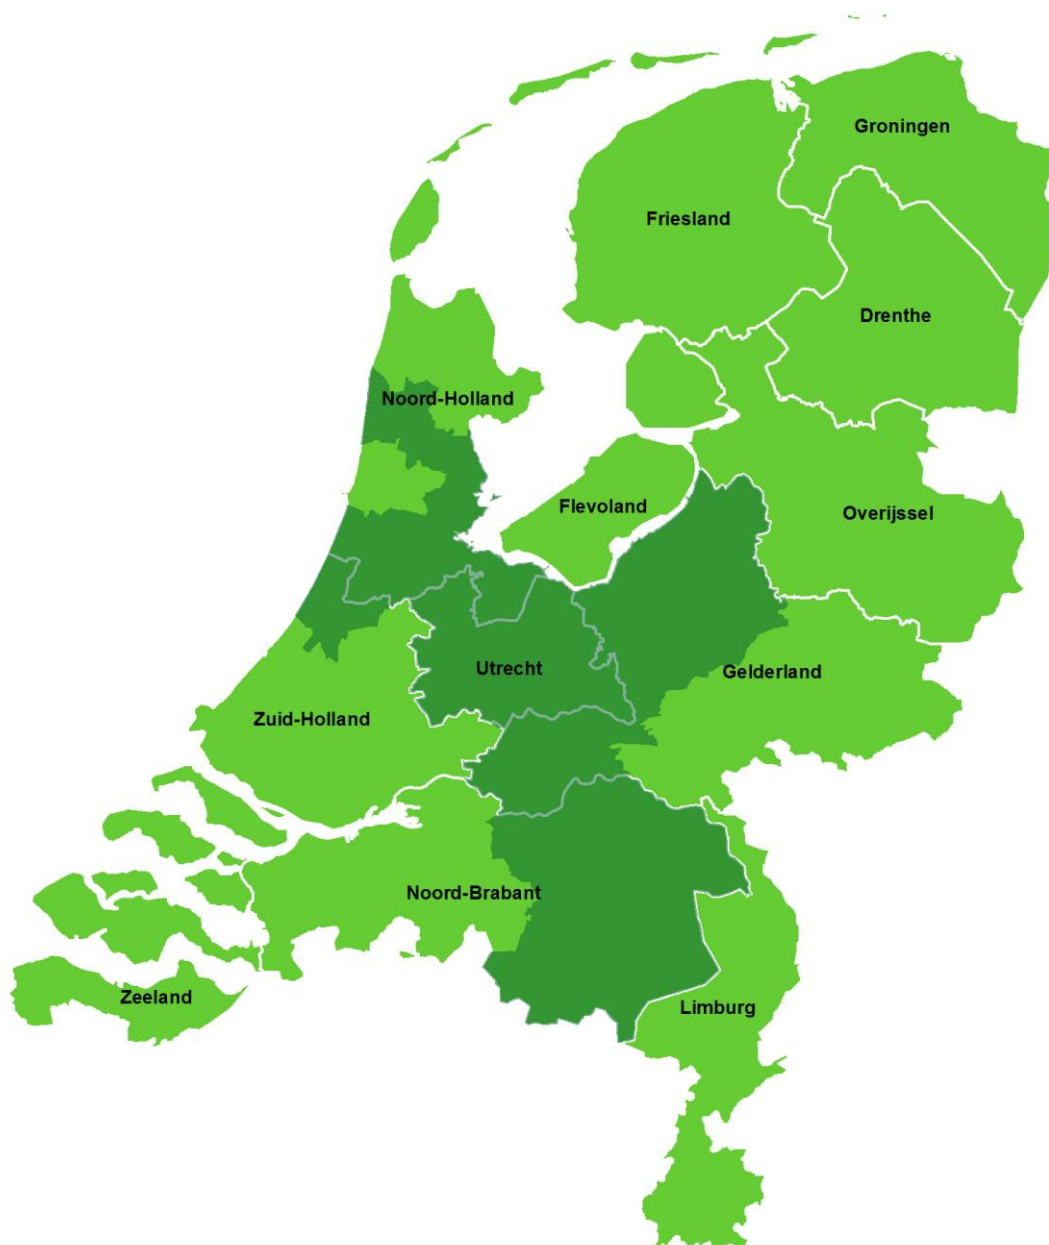 Groningen
Friesland
Drenthe
Noord-Holland
Flevoland
Overijssel
Utrecht
Gelderland
Zuid-Holland
Noord-Brabant
Zeeland
Limburg